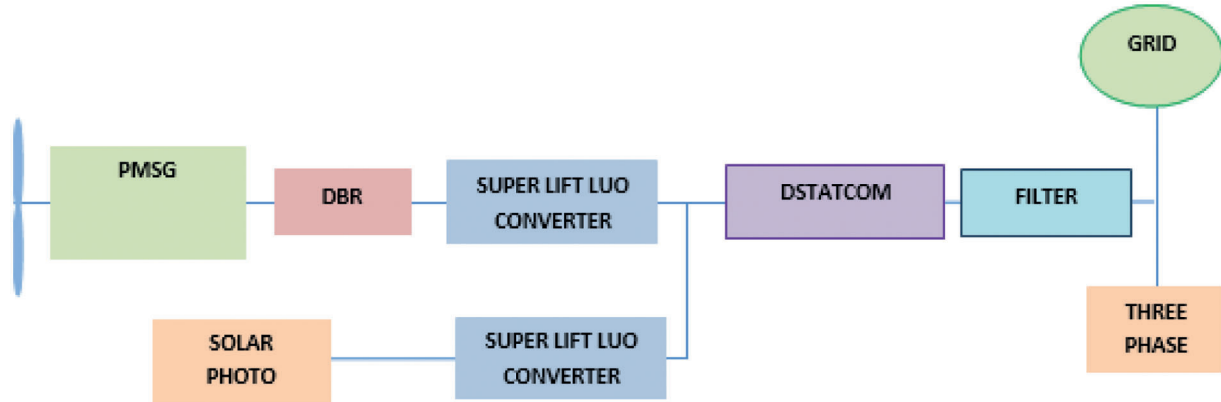 GRID
PMSG
DBR
SUPER LIFT LUO
CONVERTER
DSTATCOM
FILTER
SOLAR
PHOTO
SUPER LIFT LUO
CONVERTER
THREE
PHASE